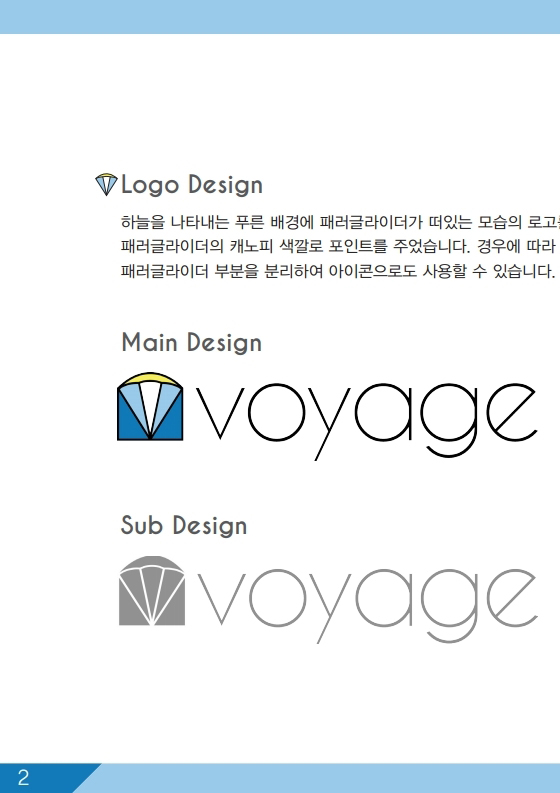 Logo Design
하늘을 나타내는 푸른 배경에 패러글라이더가 떠있는 모습의 로고
패러글라이더의 캐노피 색깔로 포인트를 주었습니다. 경우에 따라
패러글라이더 부분을 분리하여 아이콘으로도 사용할 수 있습니다.
Main Design
voyage
Sub Design
voyage
2